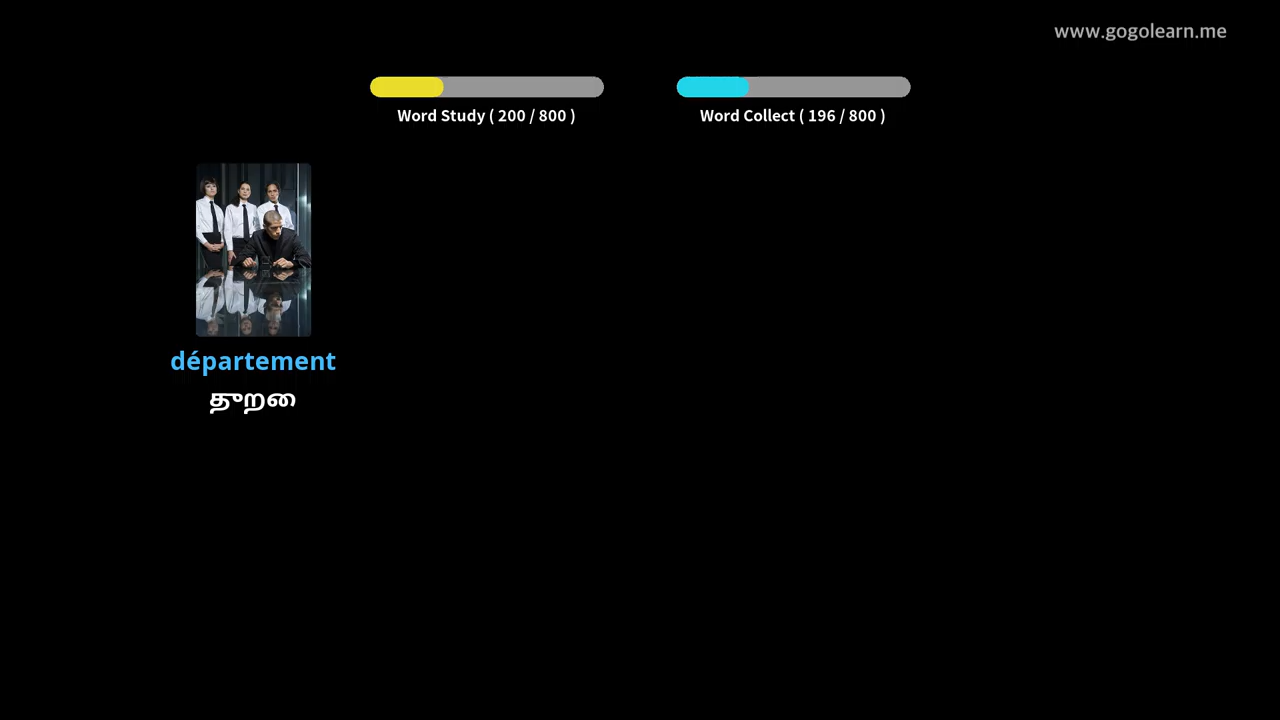 www.gogolearn.me
Word Study ( 200 / 800 )
Word Collect ( 196 / 800 )
département
துறை